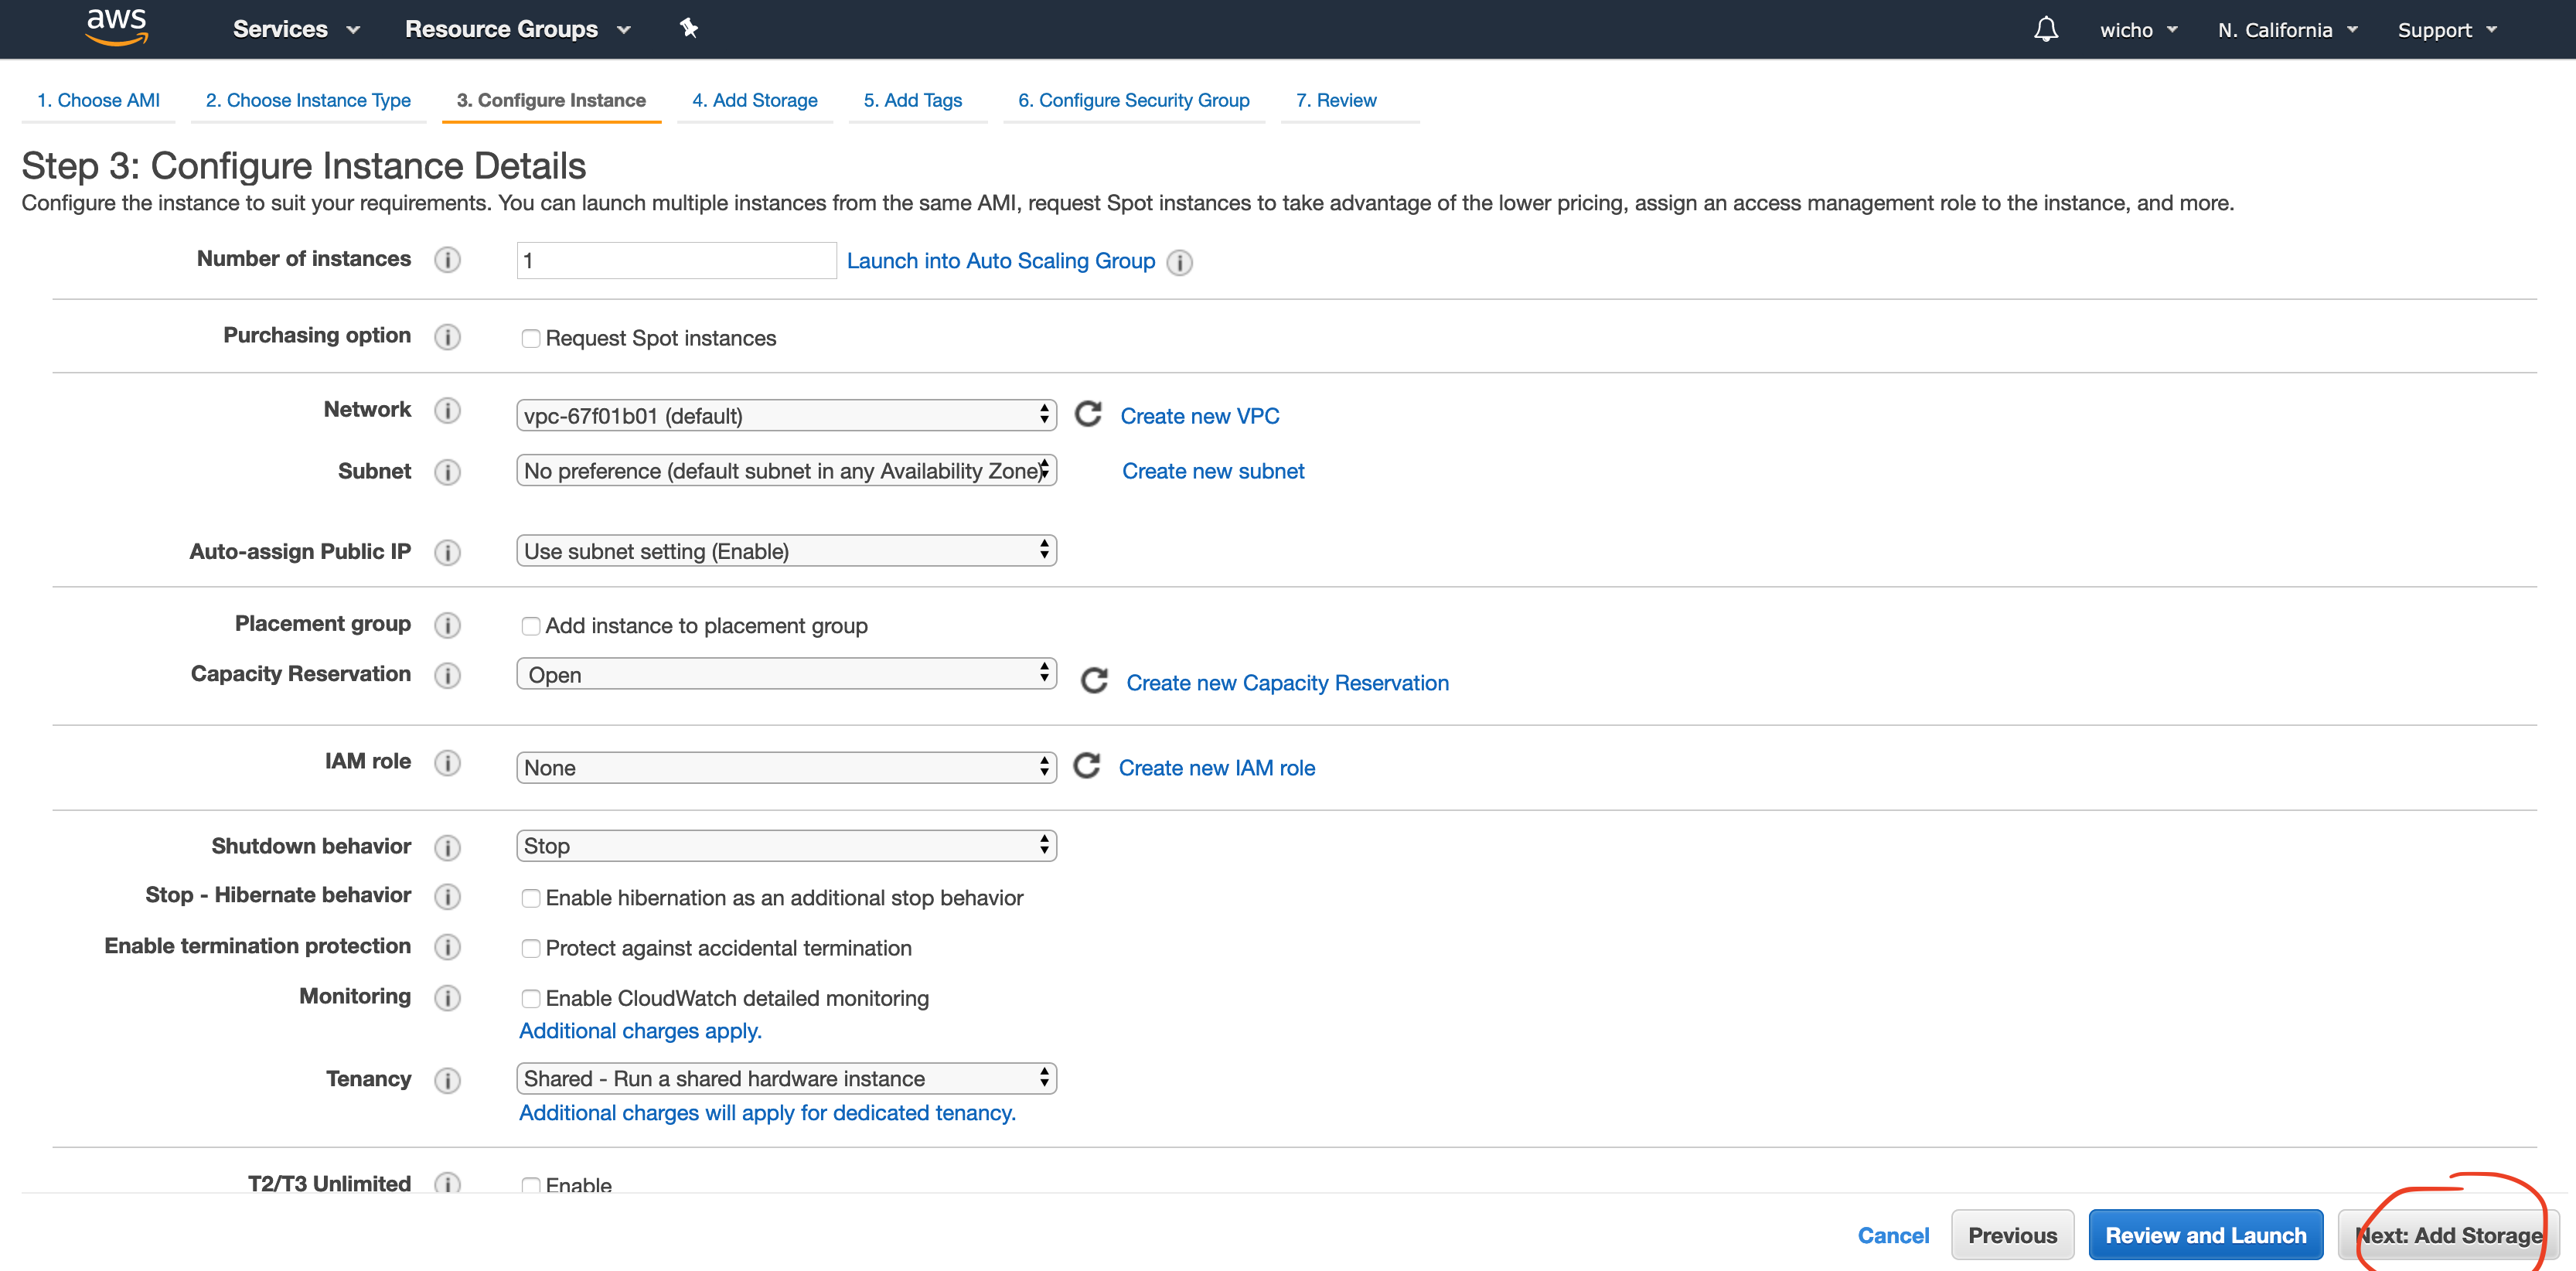 aws Services Resource Groups wicho N. California Support
1. Choose AMI 2. Choose Instance Type 3. Configure Instance 4. Add Storage 5. Add Tags 6. Configure Security Group 7. Review
Step 3: Configure Instance Details
Configure the instance to suit your requirements. You can launch multiple instances from the same AMI, request Spot instances to take advantage of the lower pricing, assign an access management role to the instance, and more.
Number of instances i 1 Launch into Auto Scaling Group i
Purchasing option i Request Spot instances
Network i vpc-67f01b01 (default) Create new VPC
Subnet i No preference (default subnet in any Availability Zone) Create new subnet
Auto-assign Public IP i Use subnet setting (Enable)
Placement group i Add instance to placement group
Capacity Reservation i Open Create new Capacity Reservation
IAM role i None Create new IAM role
Shutdown behavior i Stop
Stop - Hibernate behavior i Enable hibernation as an additional stop behavior
Enable termination protection i Protect against accidental termination
Monitoring i Enable CloudWatch detailed monitoring
Additional charges apply.
Tenancy i Shared - Run a shared hardware instance
Additional charges will apply for dedicated tenancy.
T2/T3 Unlimited i Enable
Cancel Previous Review and Launch Next: Add Storage